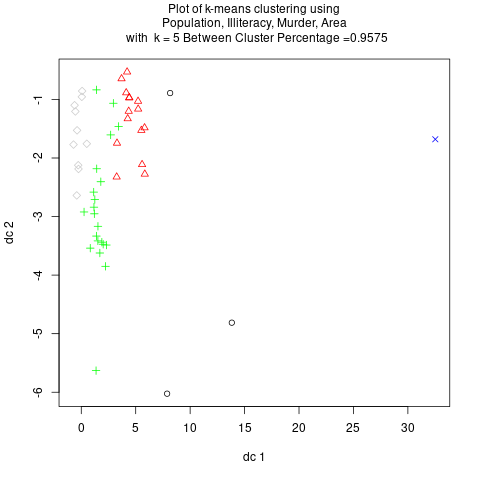 Plot of k-means clustering using
Population, Illiteracy, Murder, Area
with k = 5 Between Cluster Percentage =0.9575
-1
-2
-3
-4
-5
-6
dc 2
0 5 10 15 20 25 30
dc 1